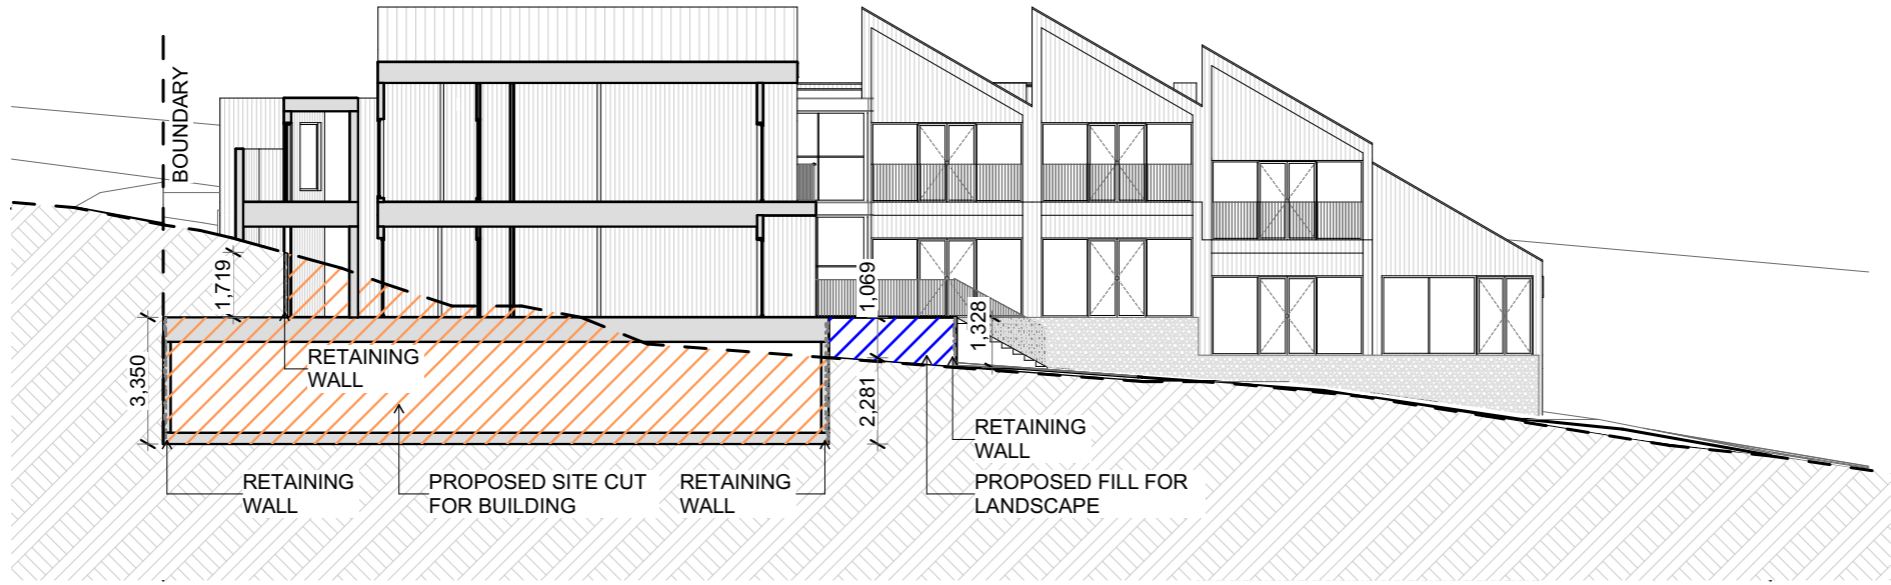 BOUNDARY
1,719
3,350
RETAINING
WALL
1,069
1,328
2,281
RETAINING
WALL
RETAINING
WALL
PROPOSED SITE CUT
FOR BUILDING
RETAINING
WALL
PROPOSED FILL FOR
LANDSCAPE